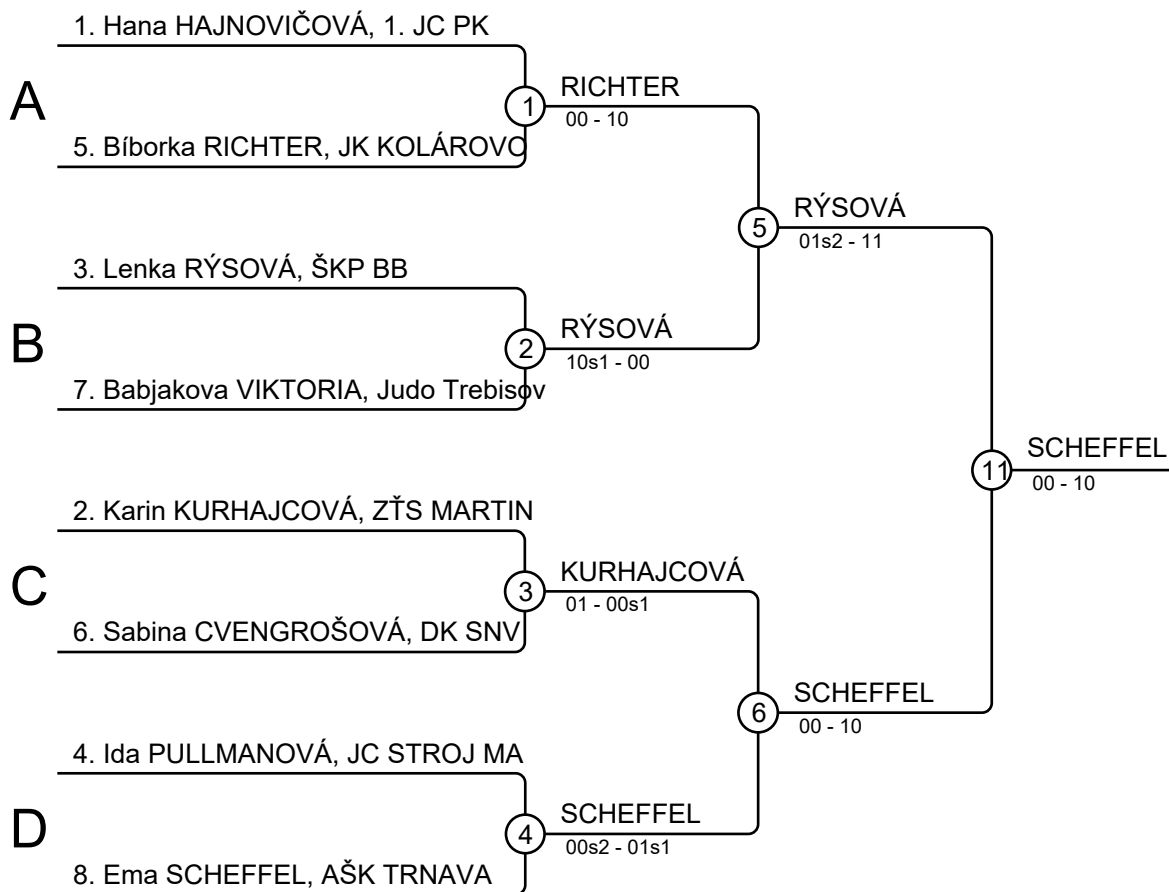 1. Hana HAJNOVIČOVÁ, 1. JC PK
A
1
RICHTER
00 - 10
5. Bíborka RICHTER, JK KOLÁROVO
5
RÝSOVÁ
01s2 - 11
3. Lenka RÝSOVÁ, ŠKP BB
B
2
RÝSOVÁ
10s1 - 00
7. Babjakova VIKTORIA, Judo Trebisov
11
SCHEFFEL
00 - 10
2. Karin KURHAJCOVÁ, ZŤS MARTIN
C
3
KURHAJCOVÁ
01 - 00s1
6. Sabina CVENGROŠOVÁ, DK SNV
6
SCHEFFEL
00 - 10
4. Ida PULLMANOVÁ, JC STROJ MA
D
4
SCHEFFEL
00s2 - 01s1
8. Ema SCHEFFEL, AŠK TRNAVA